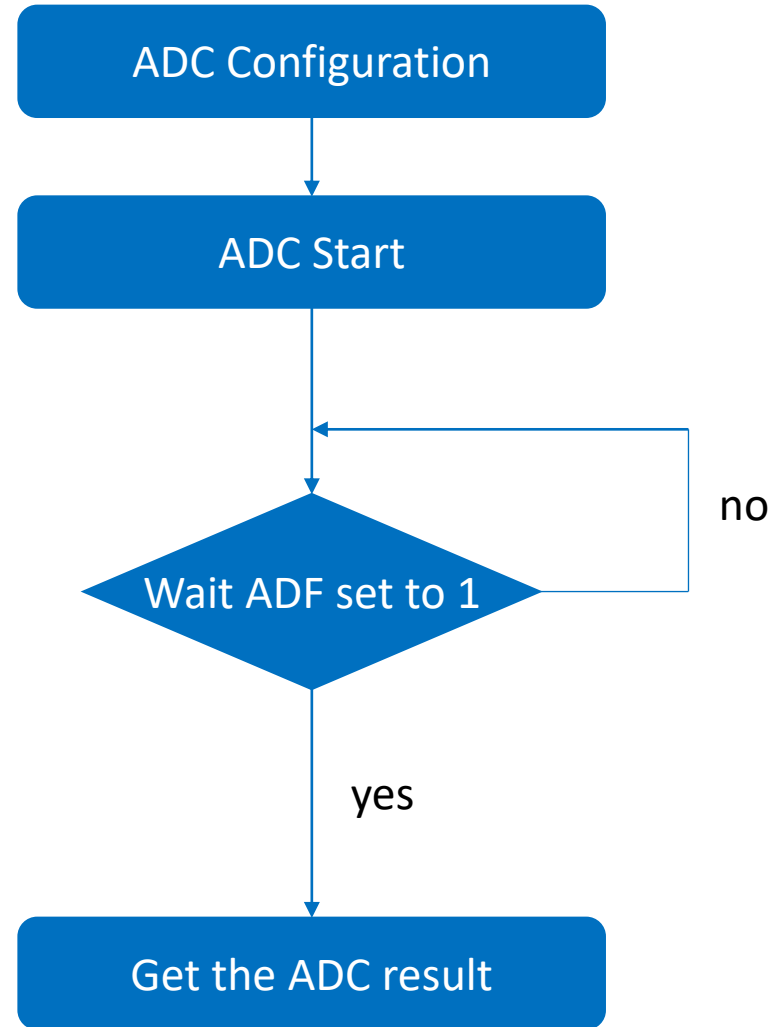 ADC Configuration
ADC Start
no
Wait ADF set to 1
yes
Get the ADC result